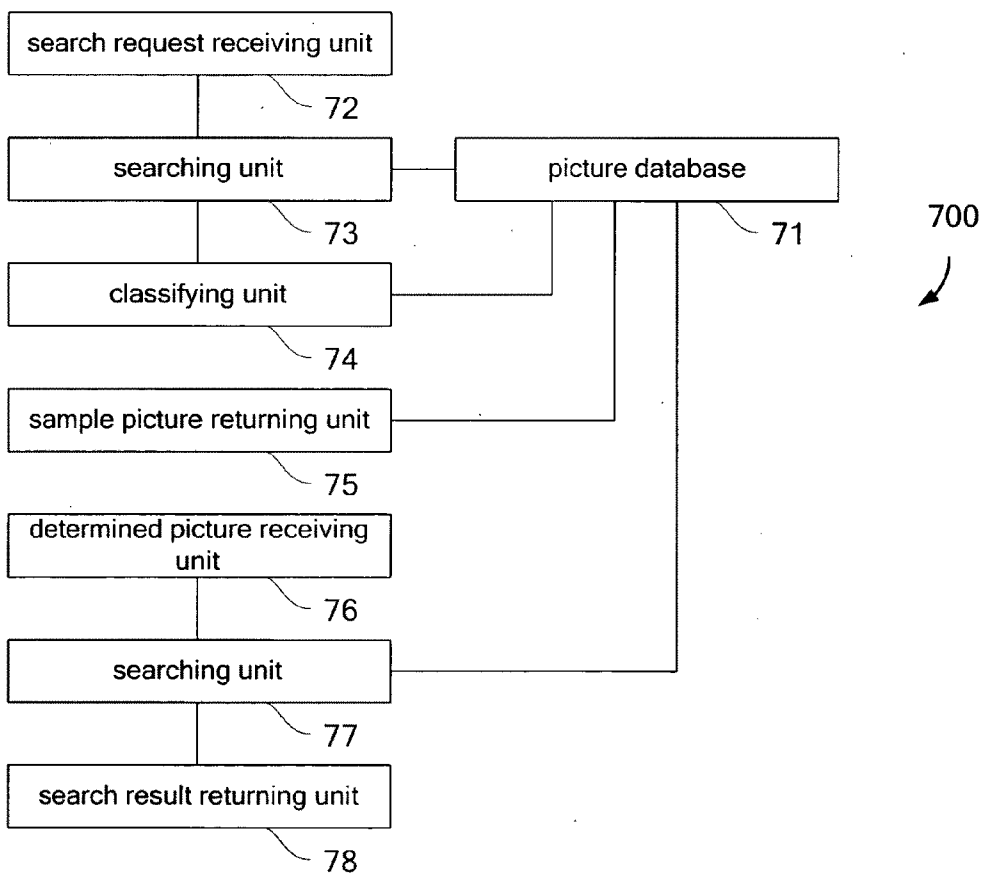 search request receiving unit
72
searching unit
picture database
73
71
700
classifying unit
74
sample picture returning unit
75
determined picture receiving
unit
76
searching unit
77
search result returning unit
78